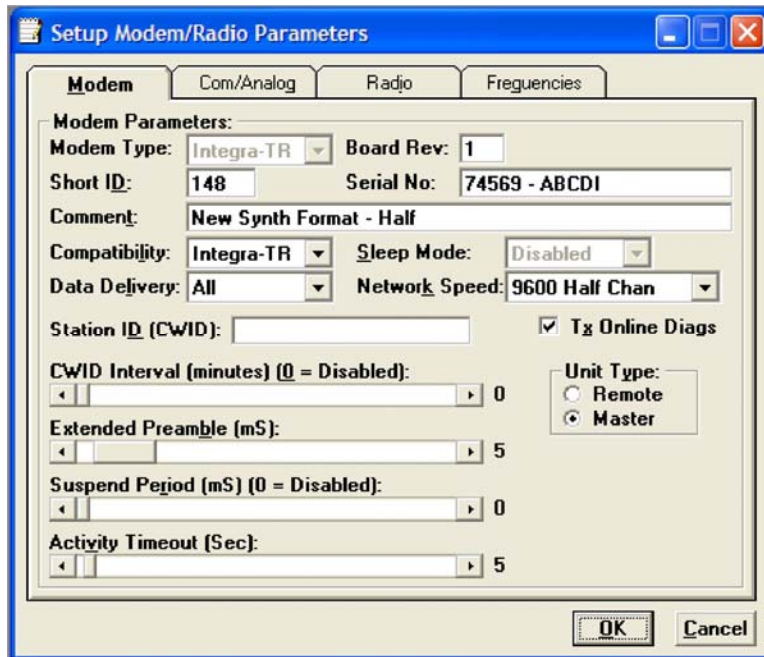 Setup Modem/Radio Parameters
Modem Com/Analog Radio Freguencies
Modem Parameters:
Modem Type: Integra-TR Board Rev: 1
Short ID: 148 Serial No: 74569 - ABCDI
Comment: New Synth Format - Half
Compatibility: Integra-TR Sleep Mode: Disabled
Data Delivery: All Network Speed: 9600 Half Chan
Station ID (CWID): Tx Online Diags
CWID Interval (minutes) (0 = Disabled): Unit Type:
0 Remote
Extended Preamble (mS): Master
5
Suspend Period (mS) (0 = Disabled):
0
Activity Timeout (Sec):
5
OK Cancel